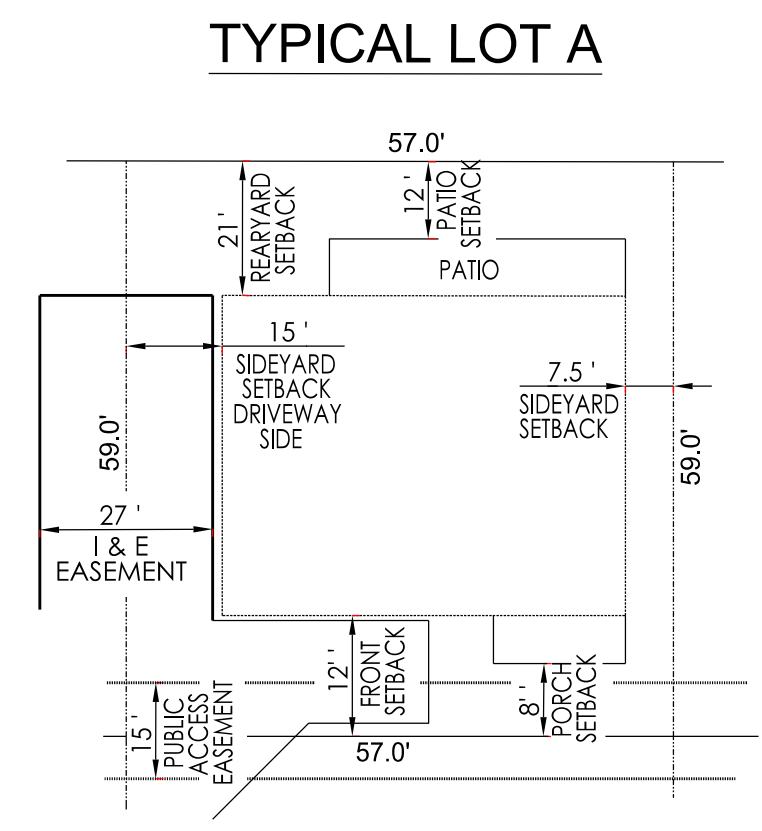 TYPICAL LOT A
57.0'
21 '
REARYARD
SETBACK
12 '
PATIO
SETBACK
PATIO
15 '
SIDEYARD
SETBACK
DRIVEWAY
SIDE
7.5 '
SIDEYARD
SETBACK
59.0'
59.0'
27 '
I & E
EASEMENT
12' '
FRONT
SETBACK
8' '
PORCH
SETBACK
15 '
PUBLIC
ACCESS
EASEMENT
57.0'